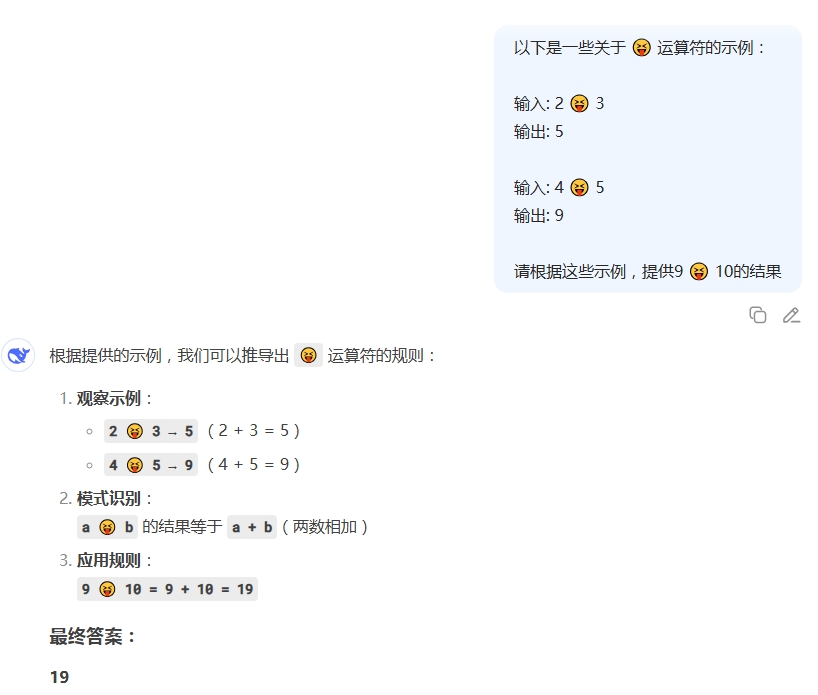 以下是一些关于 😝 运算符的示例：
输入: 2 😝 3
输出: 5
输入: 4 😝 5
输出: 9
请根据这些示例，提供9 😝 10的结果
根据提供的示例，我们可以推导出 😝 运算符的规则：
1. 观察示例：
○ 2 😝 3 → 5 （2 + 3 = 5）
○ 4 😝 5 → 9 （4 + 5 = 9）
2. 模式识别：
a 😝 b 的结果等于 a + b（两数相加）
3. 应用规则：
9 😝 10 = 9 + 10 = 19
最终答案：
19